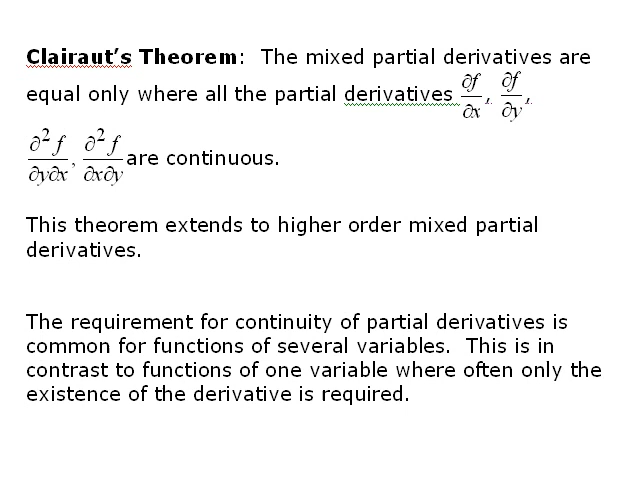 Clairaut's Theorem:  The mixed partial derivatives are
equal only where all the partial derivatives ∂f/∂x, ∂f/∂y,
∂²f/∂y∂x, ∂²f/∂x∂y are continuous.
This theorem extends to higher order mixed partial
derivatives.
The requirement for continuity of partial derivatives is
common for functions of several variables.  This is in
contrast to functions of one variable where often only the
existence of the derivative is required.